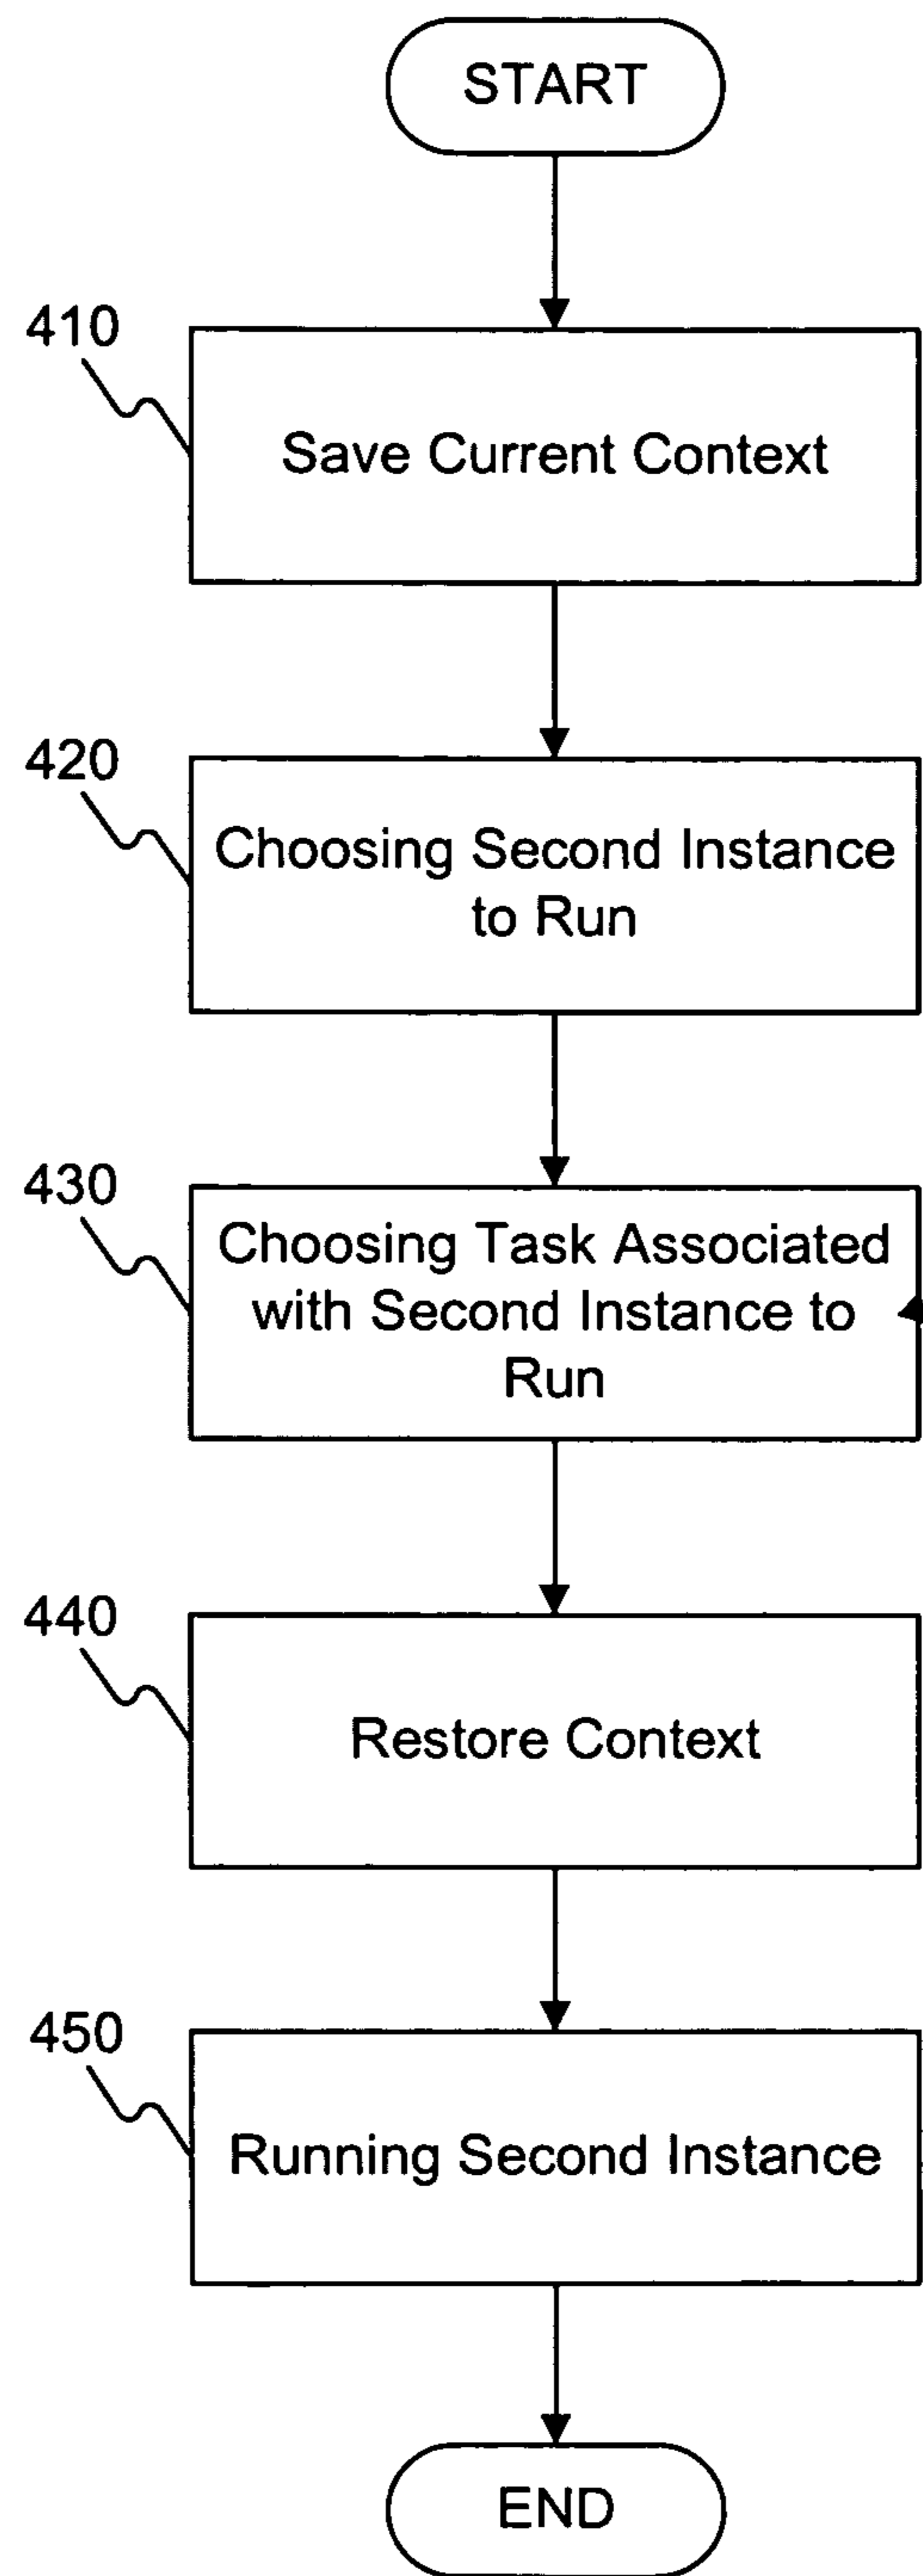 START
410
Save Current Context
420
Choosing Second Instance
to Run
430
Choosing Task Associated
with Second Instance to
Run
440
Restore Context
450
Running Second Instance
END